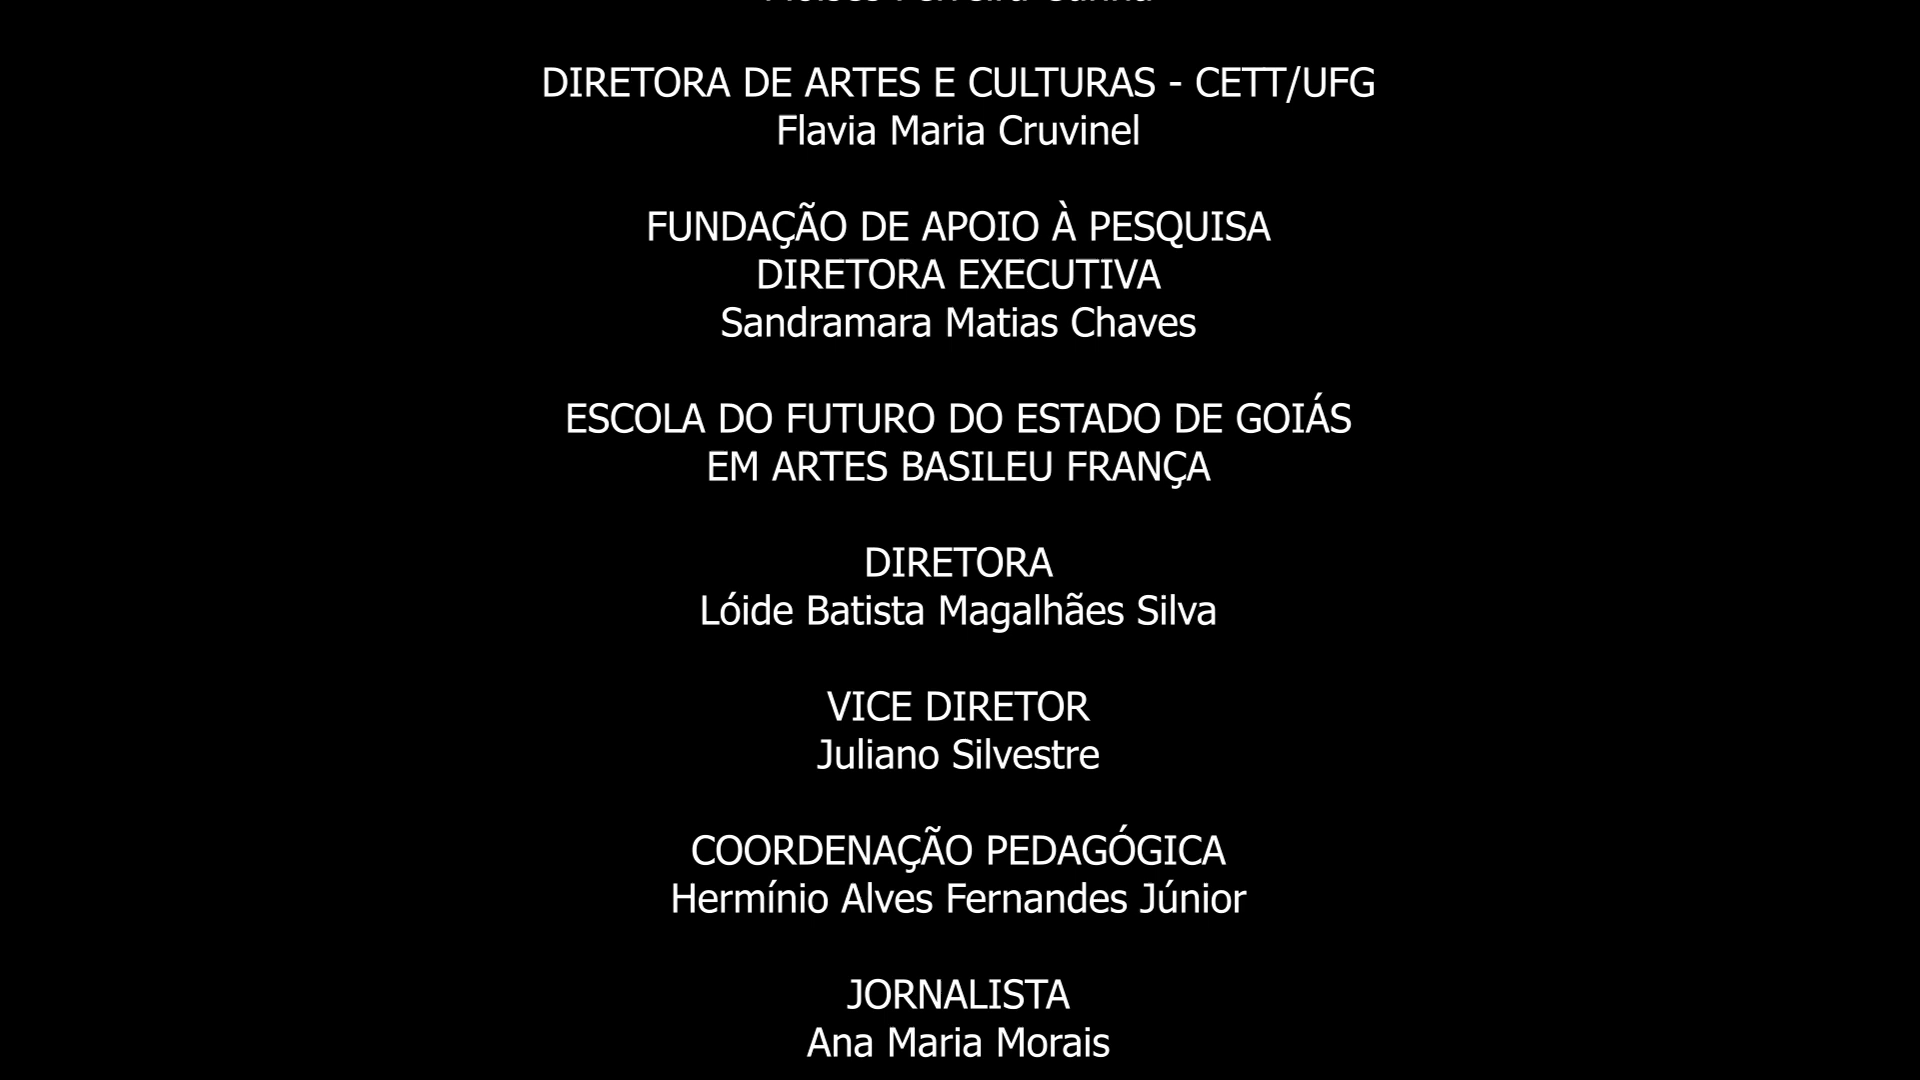 DIRETORA DE ARTES E CULTURAS - CETT/UFG
Flavia Maria Cruvinel
FUNDAÇÃO DE APOIO À PESQUISA
DIRETORA EXECUTIVA
Sandramara Matias Chaves
ESCOLA DO FUTURO DO ESTADO DE GOIÁS
EM ARTES BASILEU FRANÇA
DIRETORA
Lóide Batista Magalhães Silva
VICE DIRETOR
Juliano Silvestre
COORDENAÇÃO PEDAGÓGICA
Hermínio Alves Fernandes Júnior
JORNALISTA
Ana Maria Morais